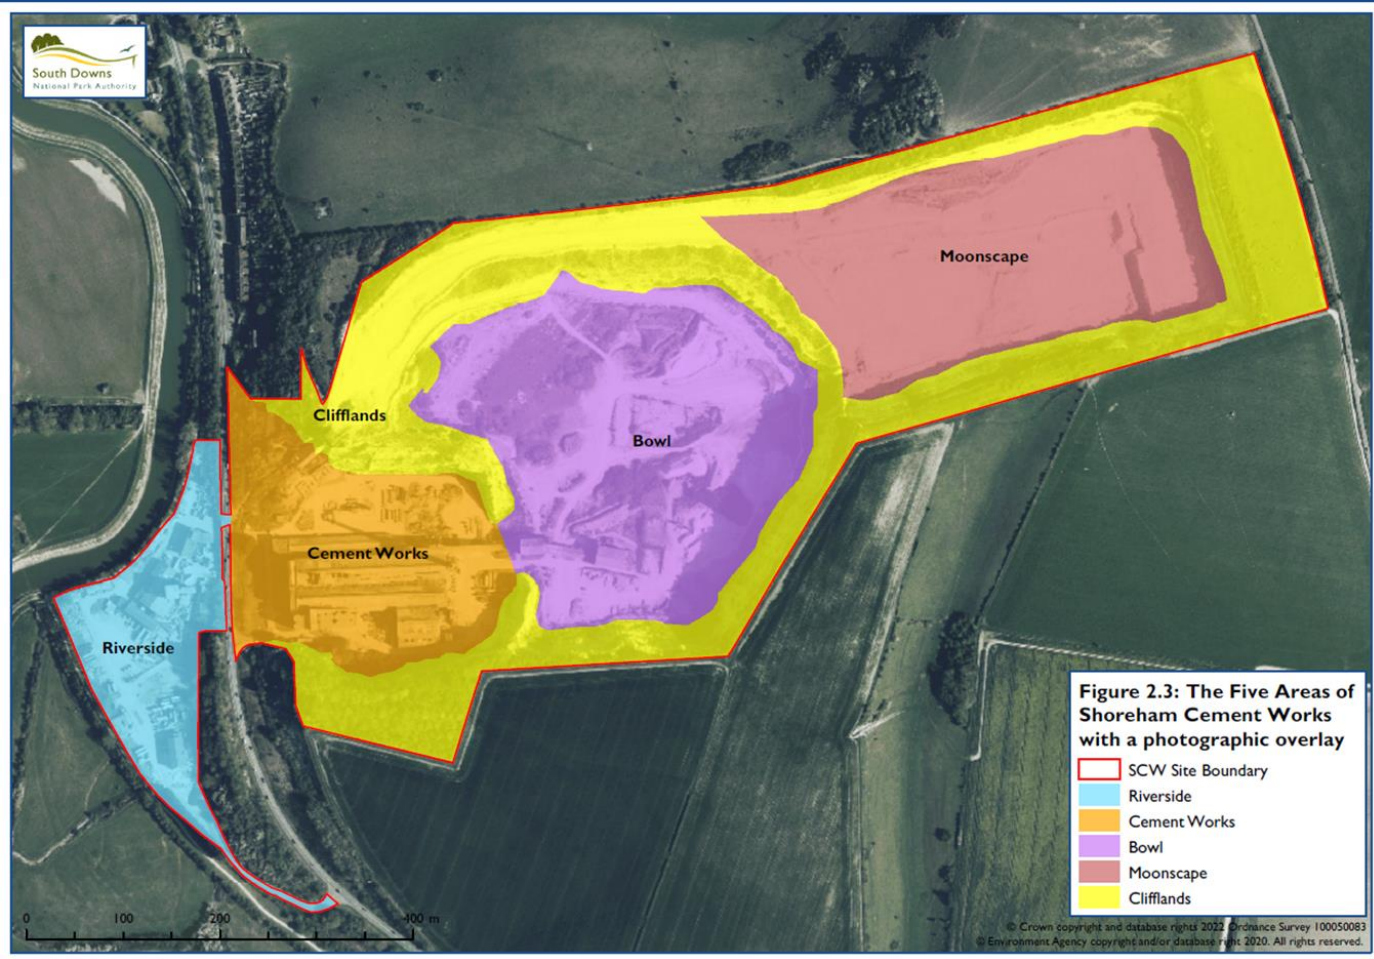 South Downs
National Park Authority
Moonscape
Clifflands
Bowl
Cement Works
Riverside
Figure 2.3: The Five Areas of
Shoreham Cement Works
with a photographic overlay
SCW Site Boundary
Riverside
Cement Works
Bowl
Moonscape
Clifflands
0 100 200 400 m
© Crown copyright and database rights 2022 Ordnance Survey 100050083
© Environment Agency copyright and/or database right 2020. All rights reserved.